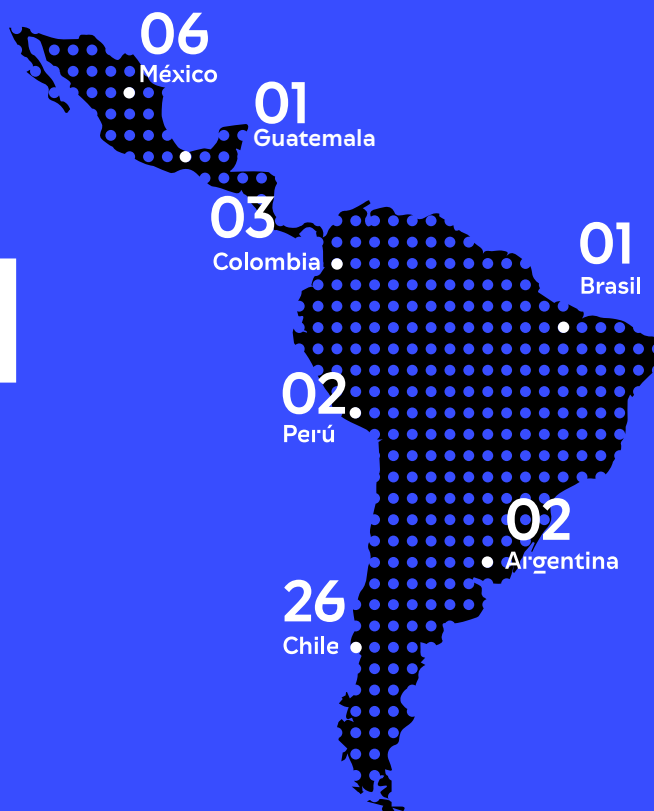 06
México
01
Guatemala
03
Colombia
01
Brasil
02
Perú
02
Argentina
26
Chile